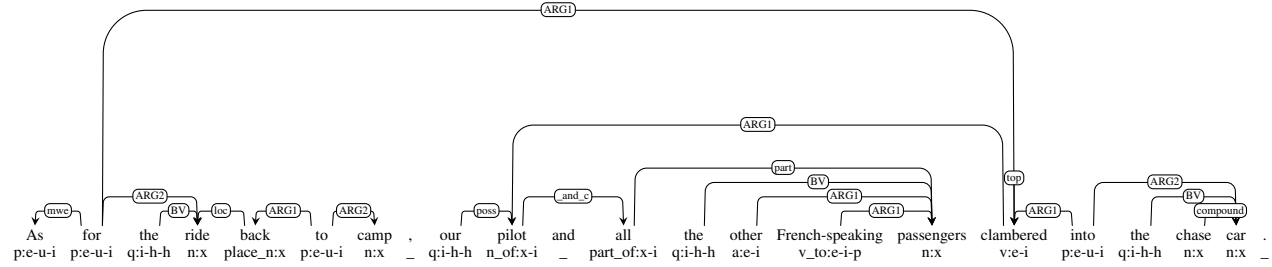 ARG1
ARG1
top
part
BV
ARG2 ARG1 ARG2
mwe BV loc ARG1 ARG2 poss _and_c ARG1 ARG1 BV compound
As for the ride back to camp , our pilot and all the other French-speaking passengers clambered into the chase car .
p:e-u-i p:e-u-i q:i-h-h n:x place_n:x p:e-u-i n:x _ q:i-h-h n_of:x-i _ part_of:x-i q:i-h-h a:e-i v_to:e-i-p n:x v:e-i p:e-u-i q:i-h-h n:x n:x _